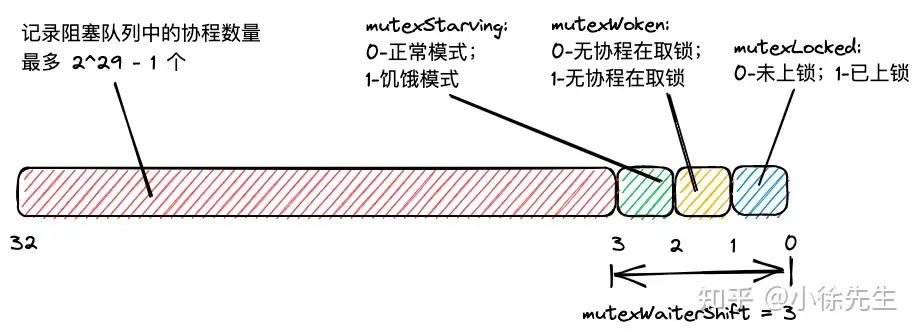 记录阻塞队列中的协程数量
最多 2^29 - 1 个
mutexStarving:
0-正常模式；
1-饥饿模式
mutexWoken:
0-无协程在取锁；
1-无协程在取锁
mutexLocked:
0-未上锁；1-已上锁
32
3
2
1
0
mutexWaiterShift = 3
知乎 @小徐先生